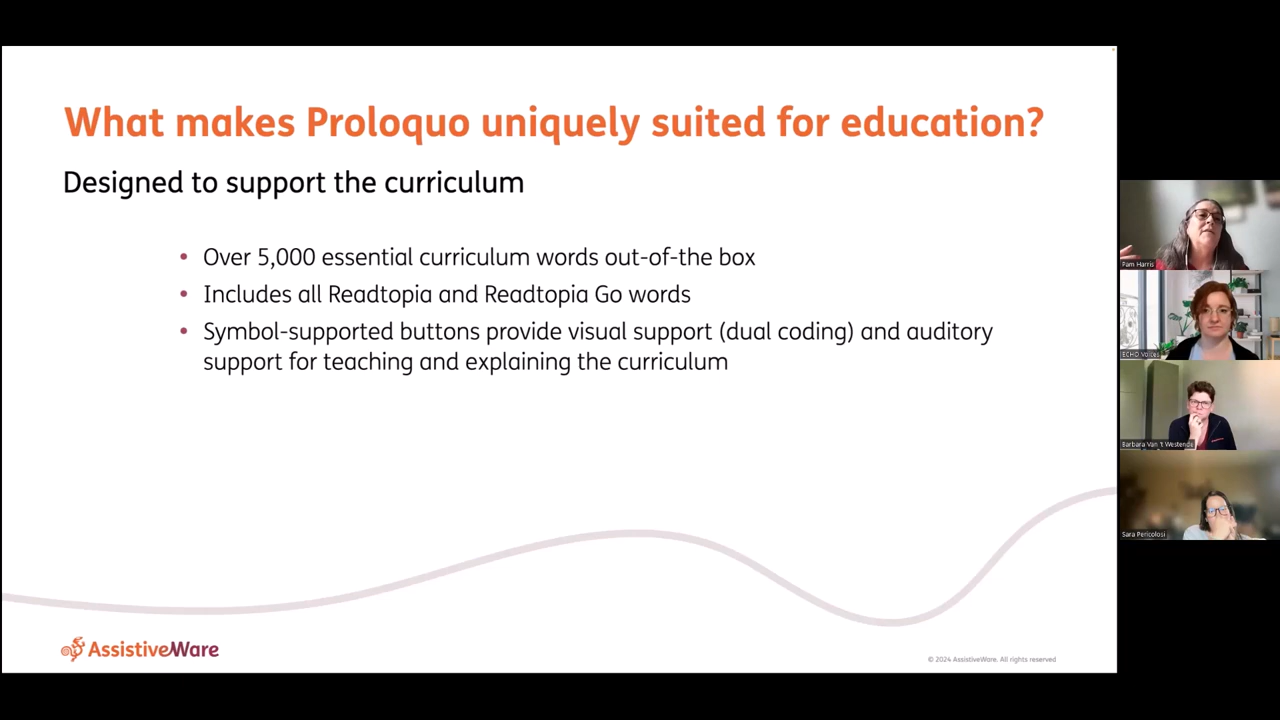 What makes Proloquo uniquely suited for education?
Designed to support the curriculum
• Over 5,000 essential curriculum words out-of-the box
• Includes all Readtopia and Readtopia Go words
• Symbol-supported buttons provide visual support (dual coding) and auditory
support for teaching and explaining the curriculum
AssistiveWare
© 2024 AssistiveWare. All rights reserved
Pam Harris
ECHO Voices
Barbara Van 't Westende
Sara Pericolosi